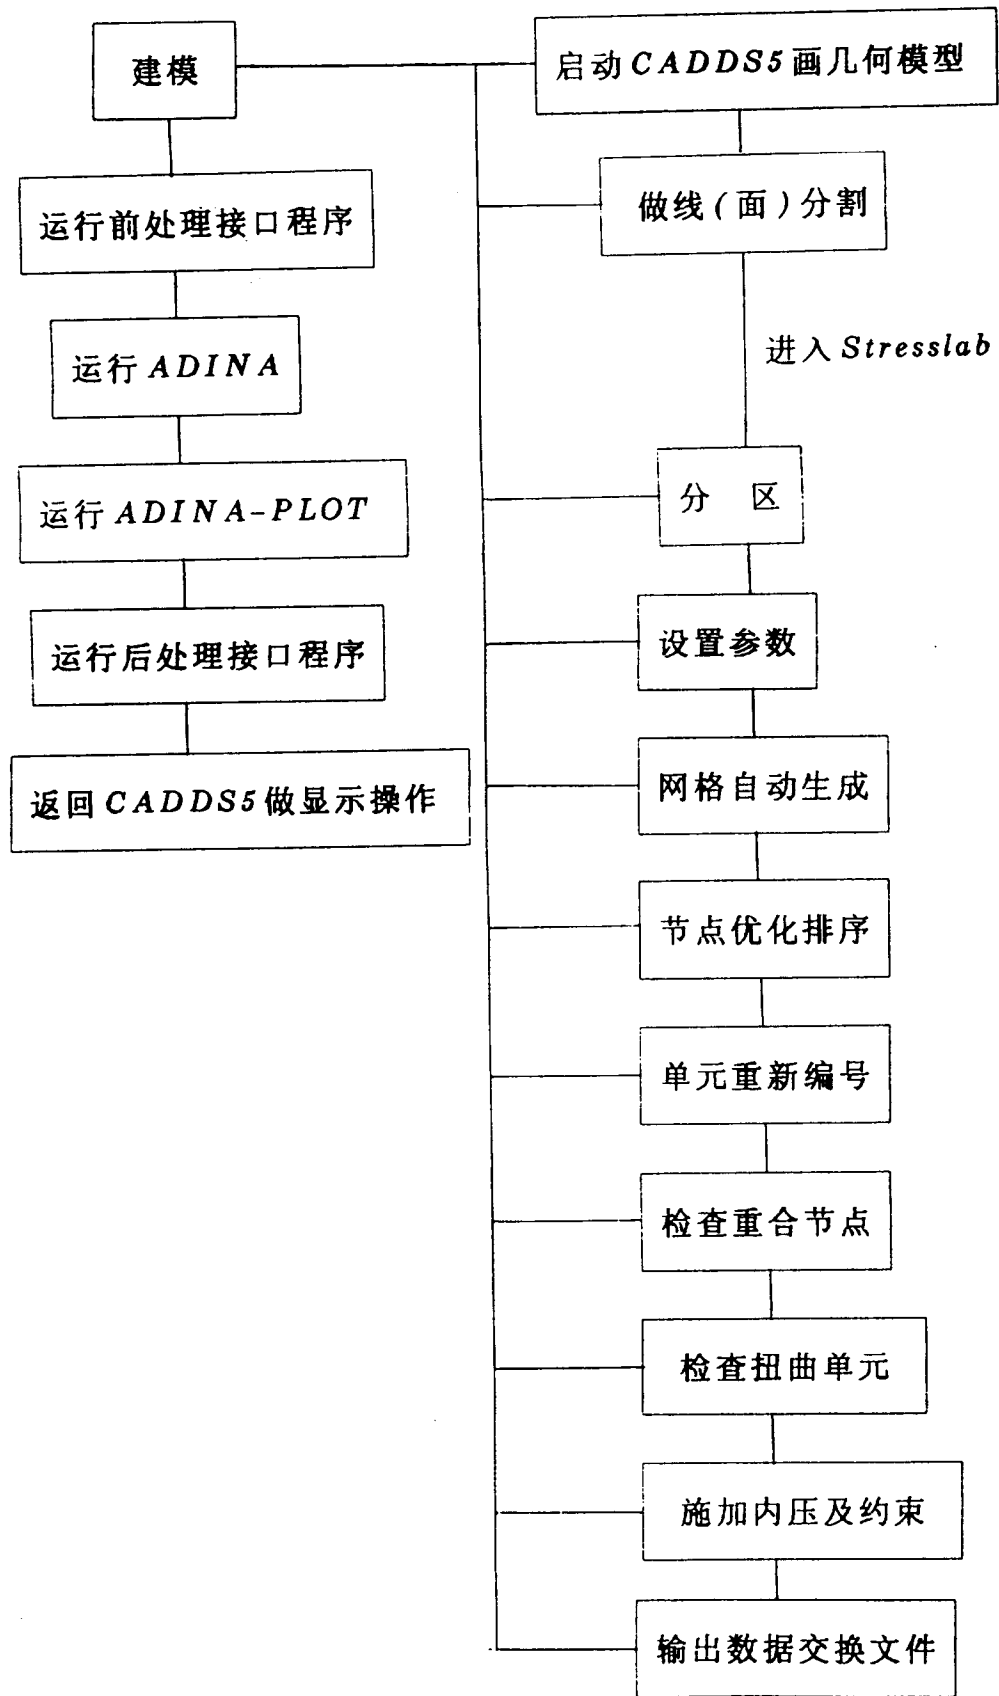 建模
运行前处理接口程序
运行ADINA
运行ADINA-PLOT
运行后处理接口程序
返回CADDS5做显示操作
启动CADDS5画几何模型
做线(面)分割
进入Stresslab
分 区
设置参数
网格自动生成
节点优化排序
单元重新编号
检查重合节点
检查扭曲单元
施加内压及约束
输出数据交换文件